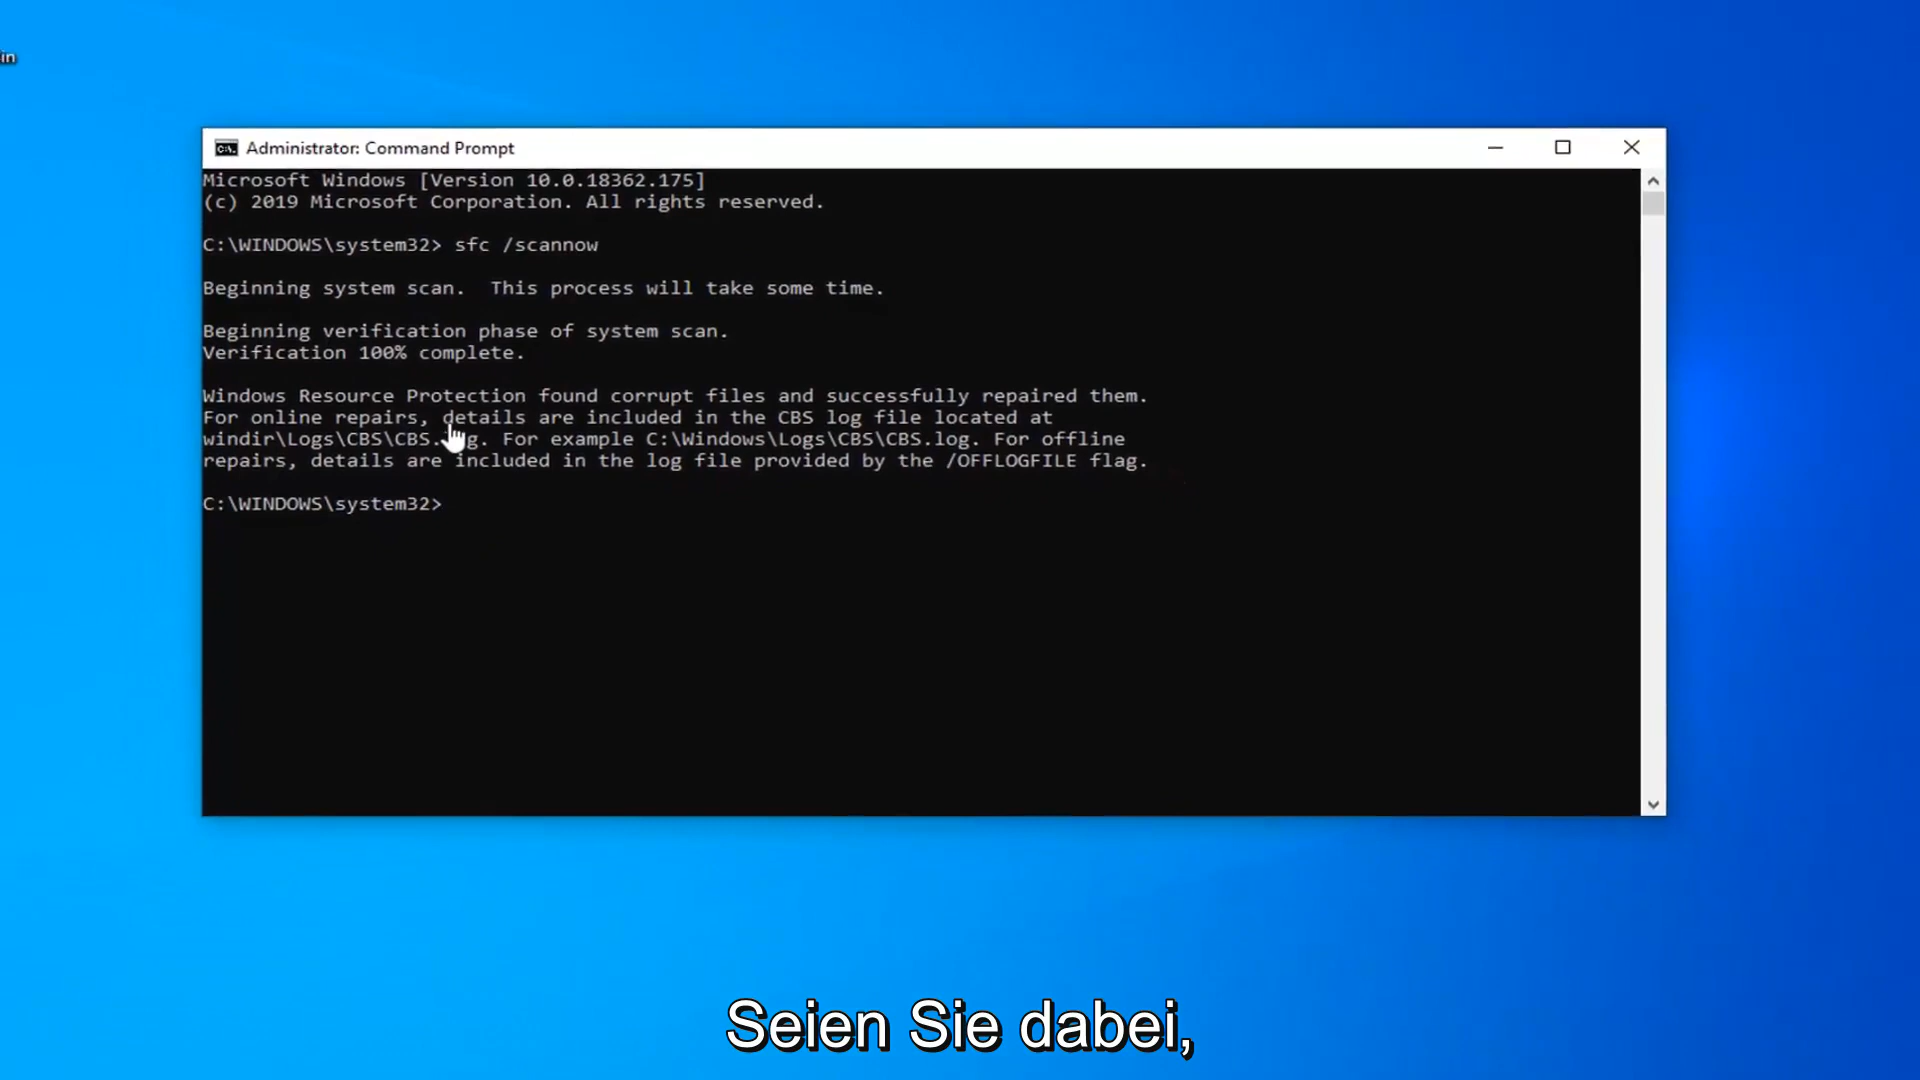 in
Administrator: Command Prompt
Microsoft Windows [Version 10.0.18362.175]
(c) 2019 Microsoft Corporation. All rights reserved.
C:\WINDOWS\system32> sfc /scannow
Beginning system scan.  This process will take some time.
Beginning verification phase of system scan.
Verification 100% complete.
Windows Resource Protection found corrupt files and successfully repaired them.
For online repairs, details are included in the CBS log file located at
windir\Logs\CBS\CBS.log. For example C:\Windows\Logs\CBS\CBS.log. For offline
repairs, details are included in the log file provided by the /OFFLOGFILE flag.
C:\WINDOWS\system32>
Seien Sie dabei,